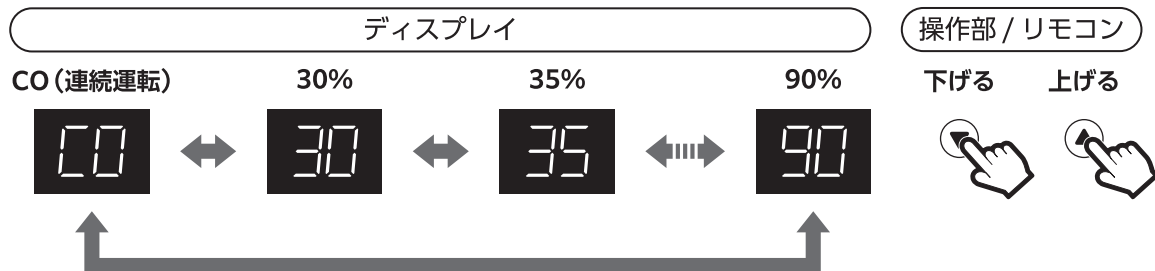 ディスプレイ
操作部 / リモコン
CO（連続運転）
30%
35%
90%
下げる
上げる
CO
30
35
90